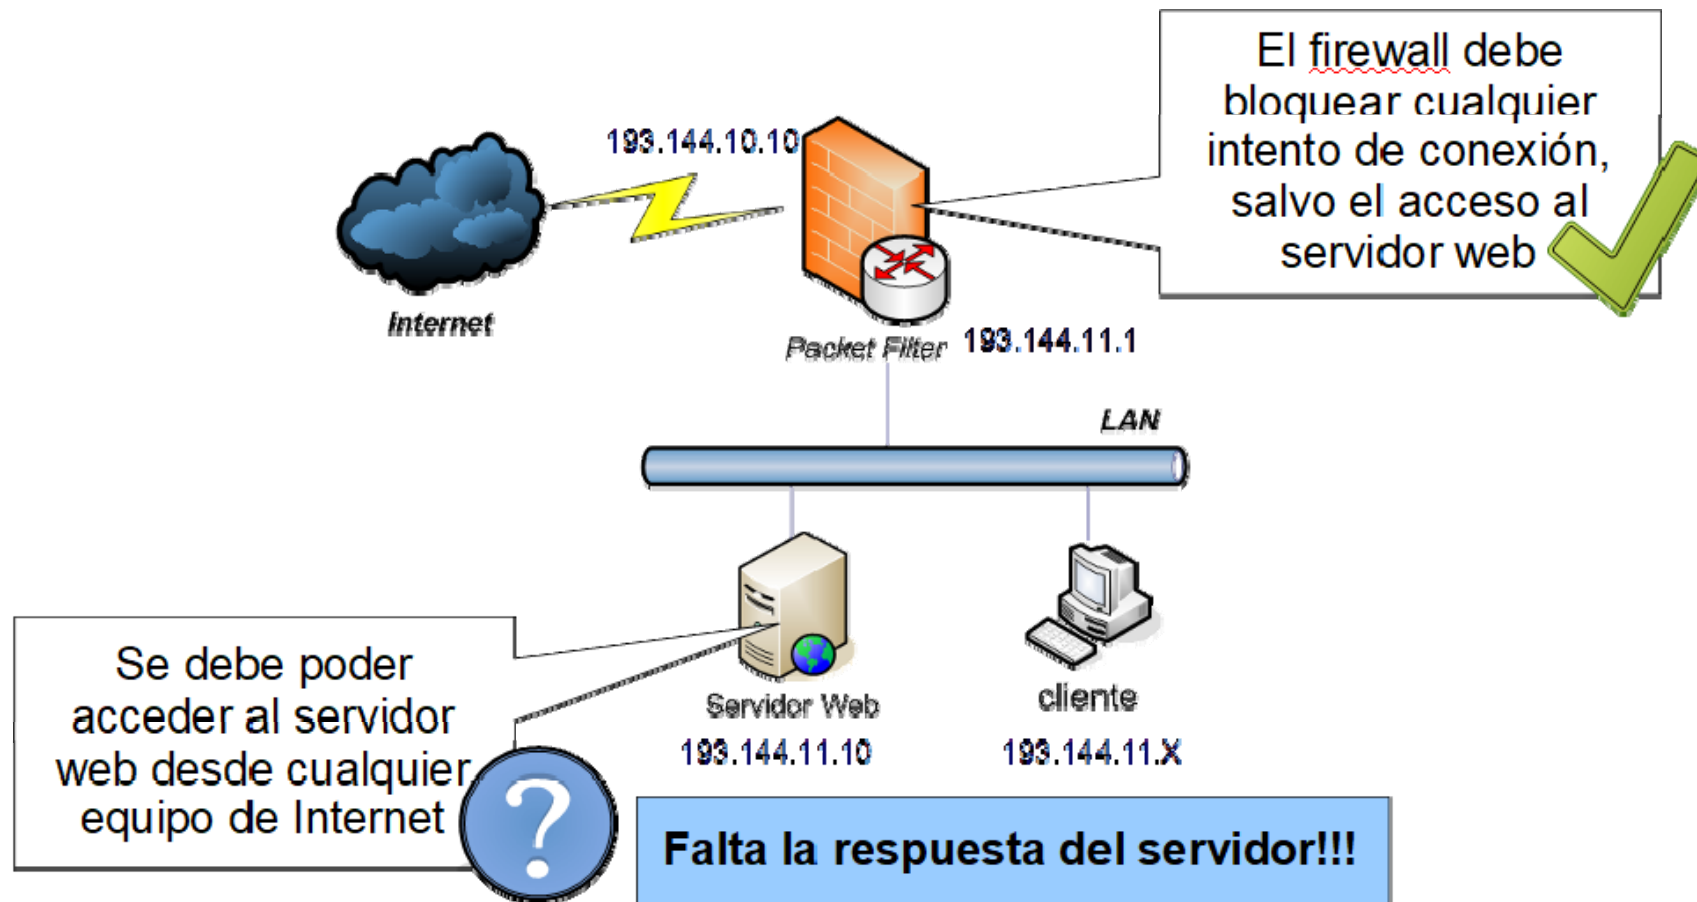 El firewall debe
bloquear cualquier
intento de conexión,
salvo el acceso al
servidor web
193.144.10.10
Internet
Packet Filter
193.144.11.1
LAN
Se debe poder
acceder al servidor
web desde cualquier
equipo de Internet
?
Servidor Web
193.144.11.10
cliente
193.144.11.X
Falta la respuesta del servidor!!!